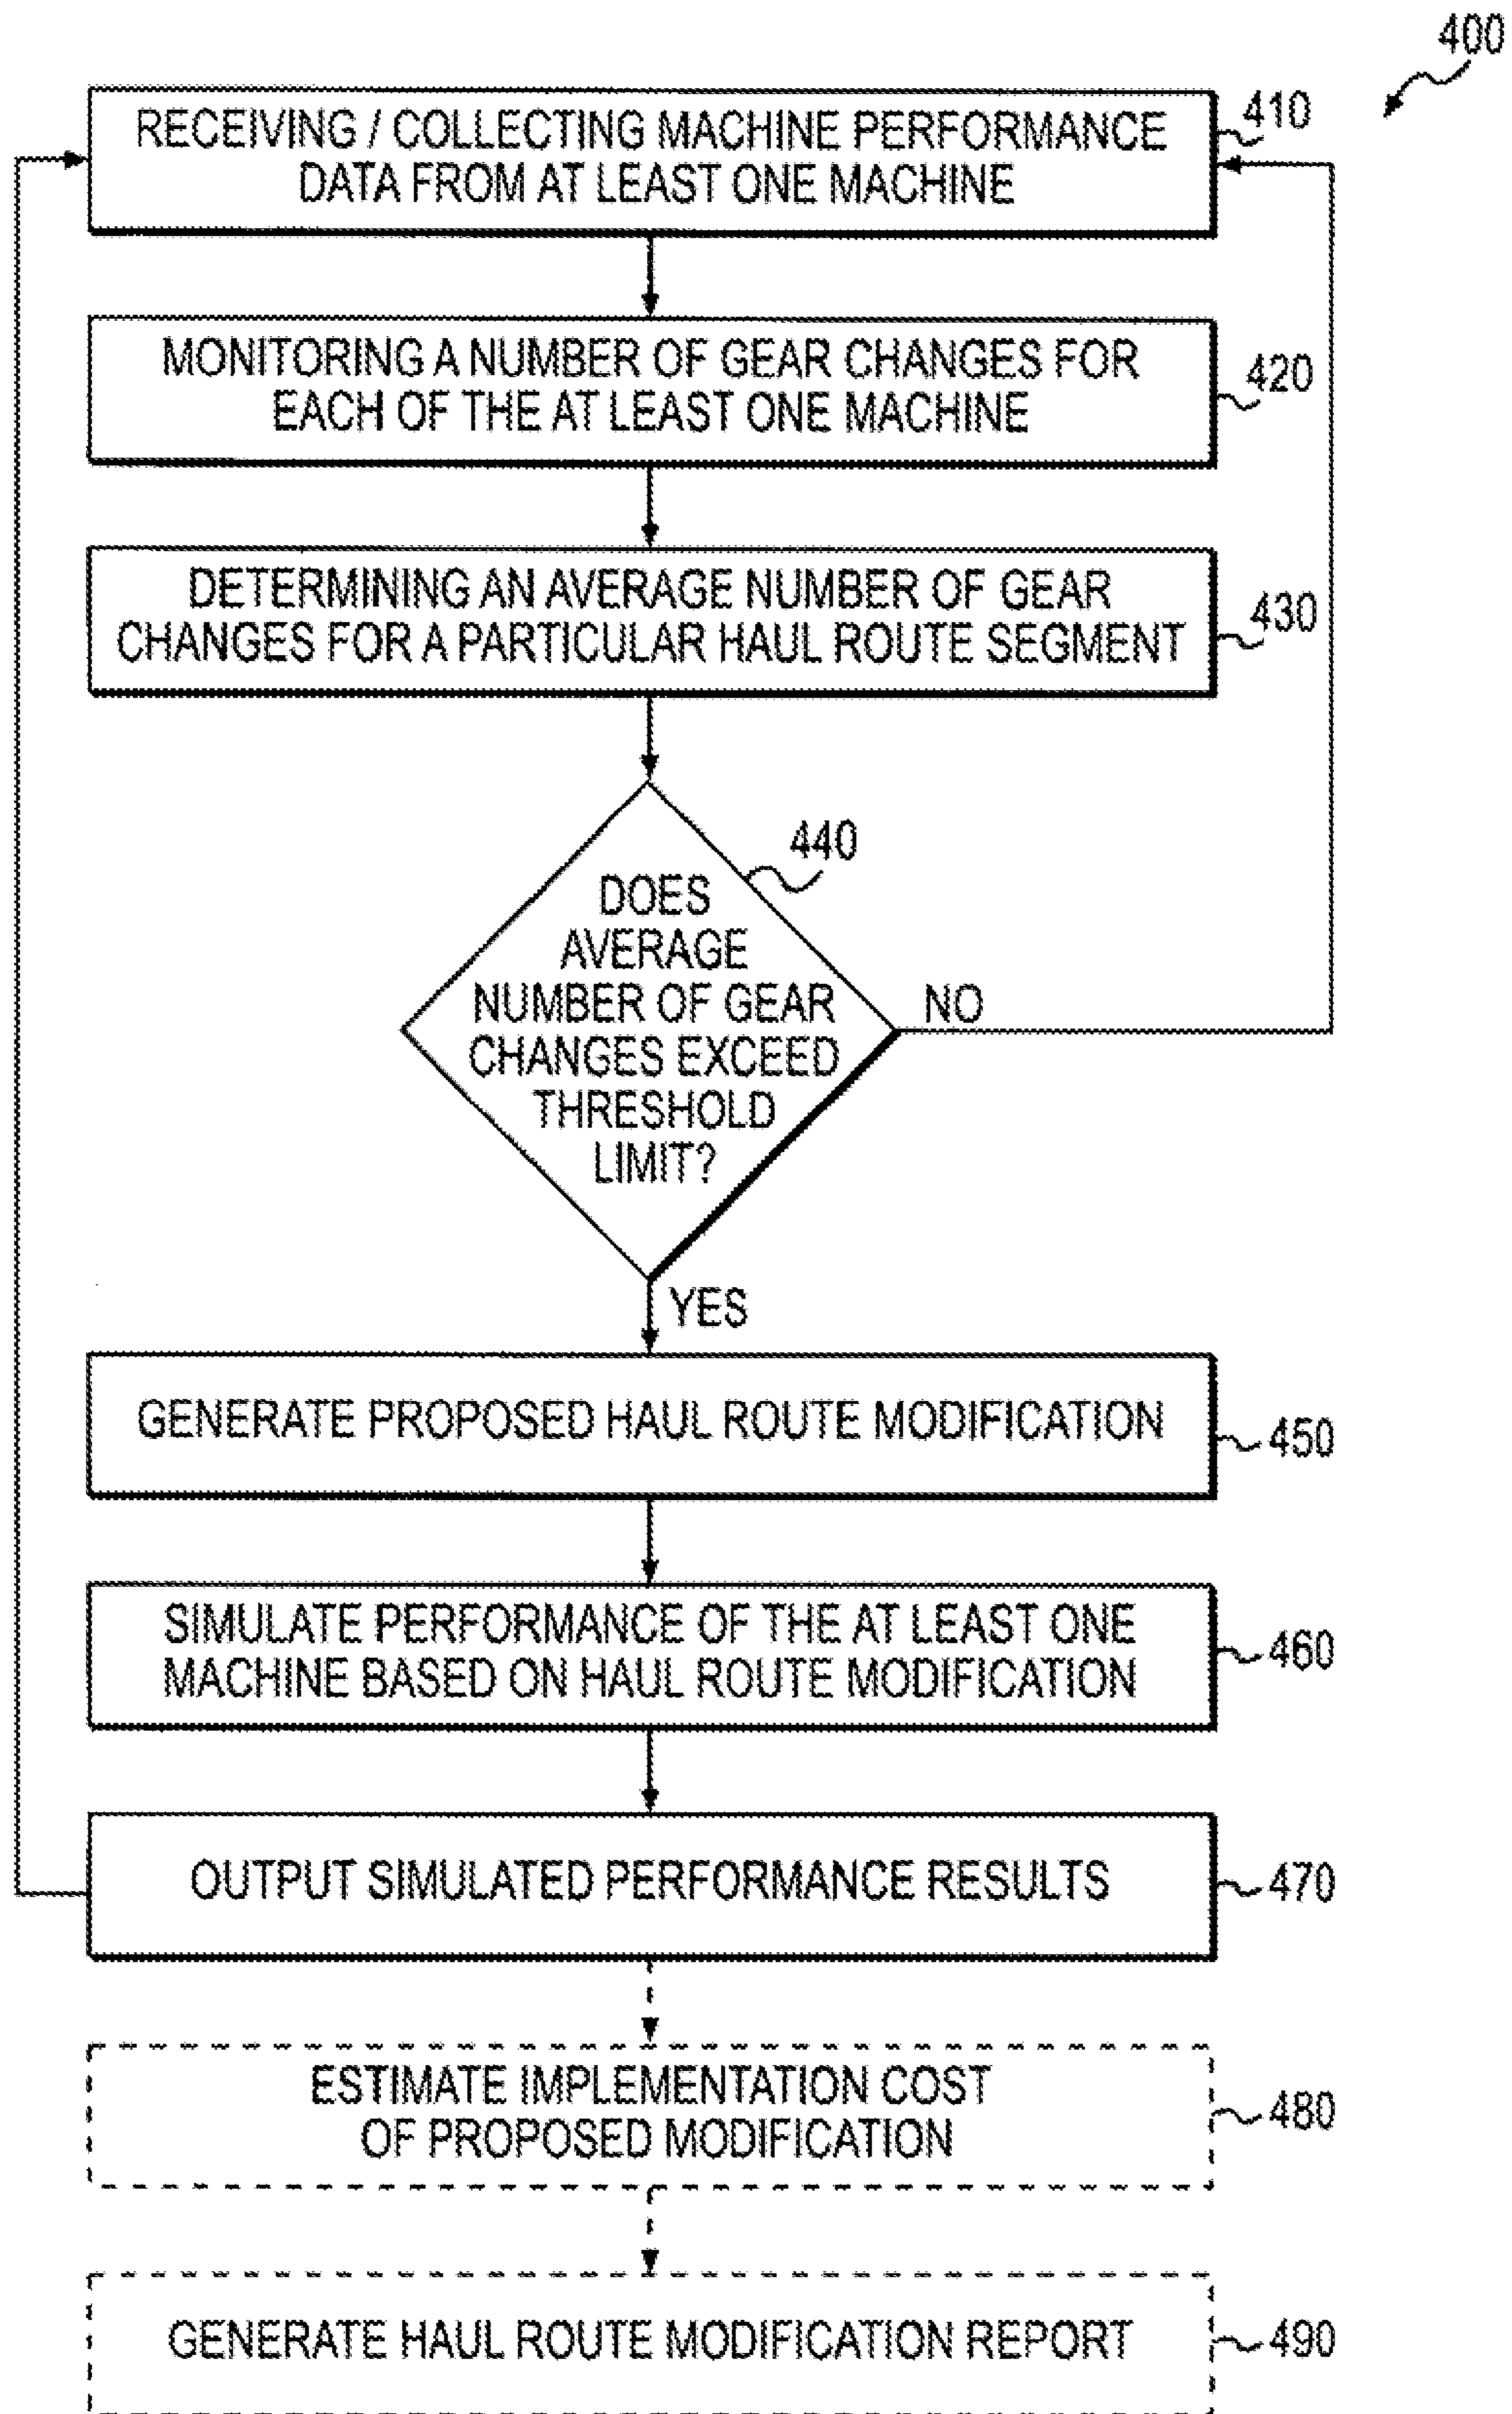 400
RECEIVING / COLLECTING MACHINE PERFORMANCE
DATA FROM AT LEAST ONE MACHINE
410
MONITORING A NUMBER OF GEAR CHANGES FOR
EACH OF THE AT LEAST ONE MACHINE
420
DETERMINING AN AVERAGE NUMBER OF GEAR
CHANGES FOR A PARTICULAR HAUL ROUTE SEGMENT
430
440
DOES
AVERAGE
NUMBER OF GEAR
CHANGES EXCEED
THRESHOLD
LIMIT?
NO
YES
GENERATE PROPOSED HAUL ROUTE MODIFICATION
450
SIMULATE PERFORMANCE OF THE AT LEAST ONE
MACHINE BASED ON HAUL ROUTE MODIFICATION
460
OUTPUT SIMULATED PERFORMANCE RESULTS
470
ESTIMATE IMPLEMENTATION COST
OF PROPOSED MODIFICATION
480
GENERATE HAUL ROUTE MODIFICATION REPORT
490